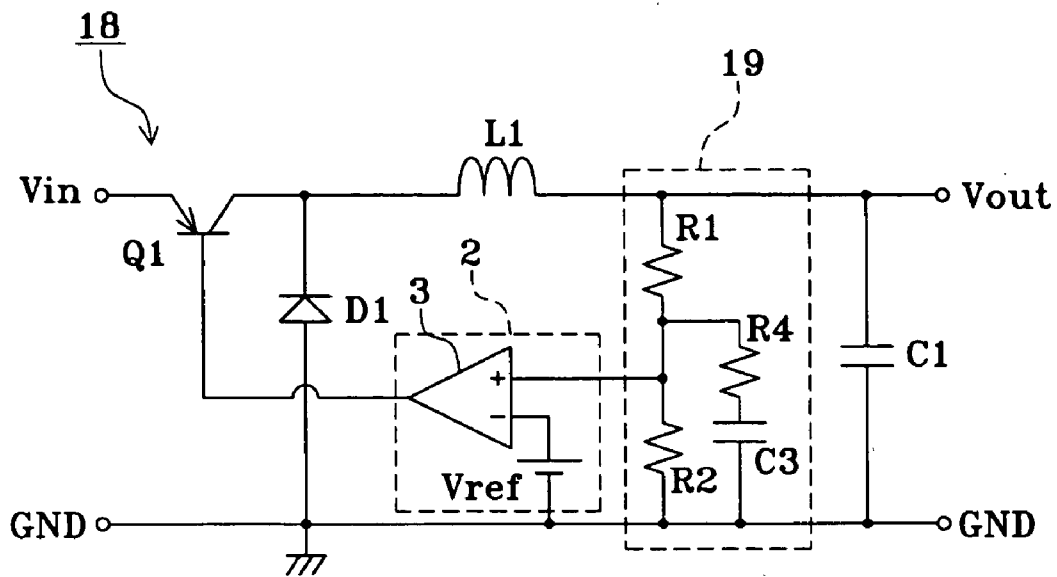 18
19
L1
Vin
Vout
Q1
R1
2
3
D1
R4
+
C1
−
C3
Vref
R2
GND
GND